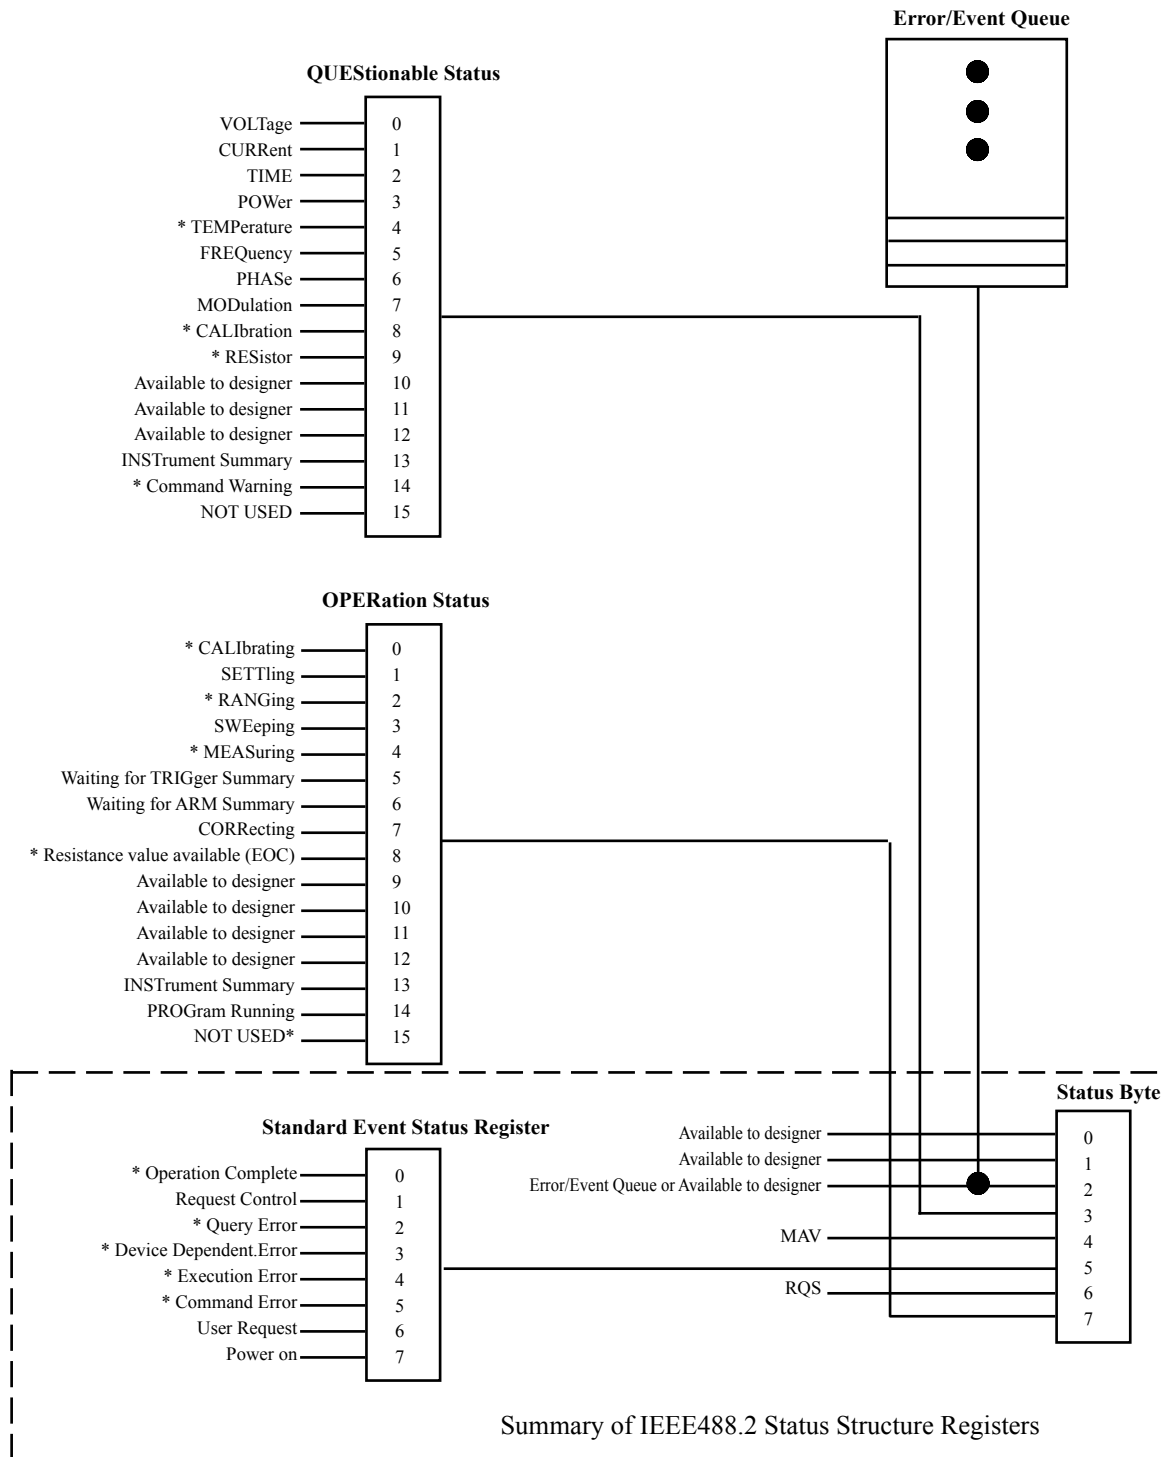 Error/Event Queue
QUEStionable Status
VOLTage 0
CURRent 1
TIME 2
POWer 3
* TEMPerature 4
FREQuency 5
PHASe 6
MODulation 7
* CALIbration 8
* RESistor 9
Available to designer 10
Available to designer 11
Available to designer 12
INSTrument Summary 13
* Command Warning 14
NOT USED 15
OPERation Status
* CALIbrating 0
SETTling 1
* RANGing 2
SWEeping 3
* MEASuring 4
Waiting for TRIGger Summary 5
Waiting for ARM Summary 6
CORRecting 7
* Resistance value available (EOC) 8
Available to designer 9
Available to designer 10
Available to designer 11
Available to designer 12
INSTrument Summary 13
PROGram Running 14
NOT USED* 15
Standard Event Status Register
* Operation Complete 0
Request Control 1
* Query Error 2
* Device Dependent.Error 3
* Execution Error 4
* Command Error 5
User Request 6
Power on 7
Status Byte
Available to designer 0
Available to designer 1
Error/Event Queue or Available to designer 2
3
MAV 4
5
RQS 6
7
Summary of IEEE488.2 Status Structure Registers